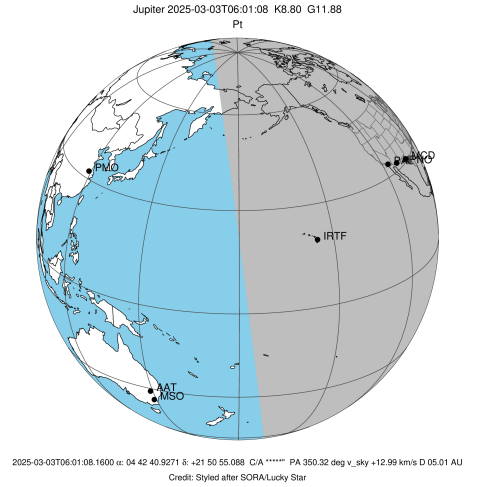 Jupiter 2025-03-03T06:01:08 K8.80 G11.88
Pt
MCD
PMO
IRTF
AAT
MSO
2025-03-03T06:01:08.1600 α: 04 42 40.9271 δ: +21 50 55.088 C/A *****" PA 350.32 deg v_sky +12.99 km/s D 05.01 AU
Credit: Styled after SORA/Lucky Star